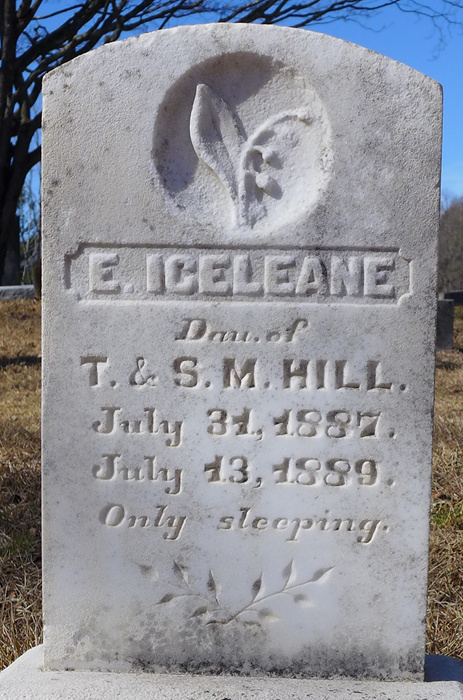 E. ICELEANE
Dau. of
T. & S. M. HILL.
July 31, 1887.
July 13, 1889.
Only sleeping.